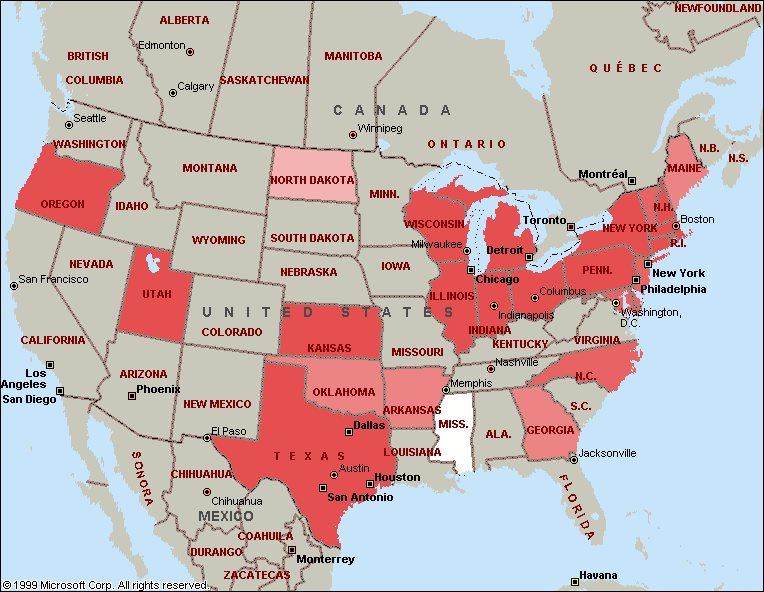 NEWFOUNDLAND
ALBERTA
Edmonton
BRITISH
COLUMBIA
SASKATCHEWAN
MANITOBA
QUÉBEC
Calgary
CANADA
Seattle
Winnipeg
ONTARIO
WASHINGTON
N.B.
N.S.
MONTANA
NORTH DAKOTA
MINN.
Montréal
MAINE
OREGON
IDAHO
WISCONSIN
Toronto
NEW YORK
N.H.
Boston
WYOMING
SOUTH DAKOTA
Milwaukee
Detroit
R.I.
NEVADA
NEBRASKA
IOWA
Chicago
PENN.
New York
San Francisco
UTAH
ILLINOIS
Columbus
Philadelphia
UNITED STATES
Indianapolis
Washington,
D.C.
CALIFORNIA
COLORADO
KANSAS
MISSOURI
INDIANA
KENTUCKY
VIRGINIA
Los
Angeles
San Diego
ARIZONA
Phoenix
NEW MEXICO
OKLAHOMA
ARKANSAS
Memphis
Nashville
N.C.
S.C.
El Paso
Dallas
MISS.
ALA.
GEORGIA
TEXAS
LOUISIANA
Jacksonville
SONORA
CHIHUAHUA
Chihuahua
Austin
Houston
San Antonio
FLORIDA
MEXICO
COAHUILA
DURANGO
Monterrey
ZACATECAS
Havana
© 1999 Microsoft Corp. All rights reserved.